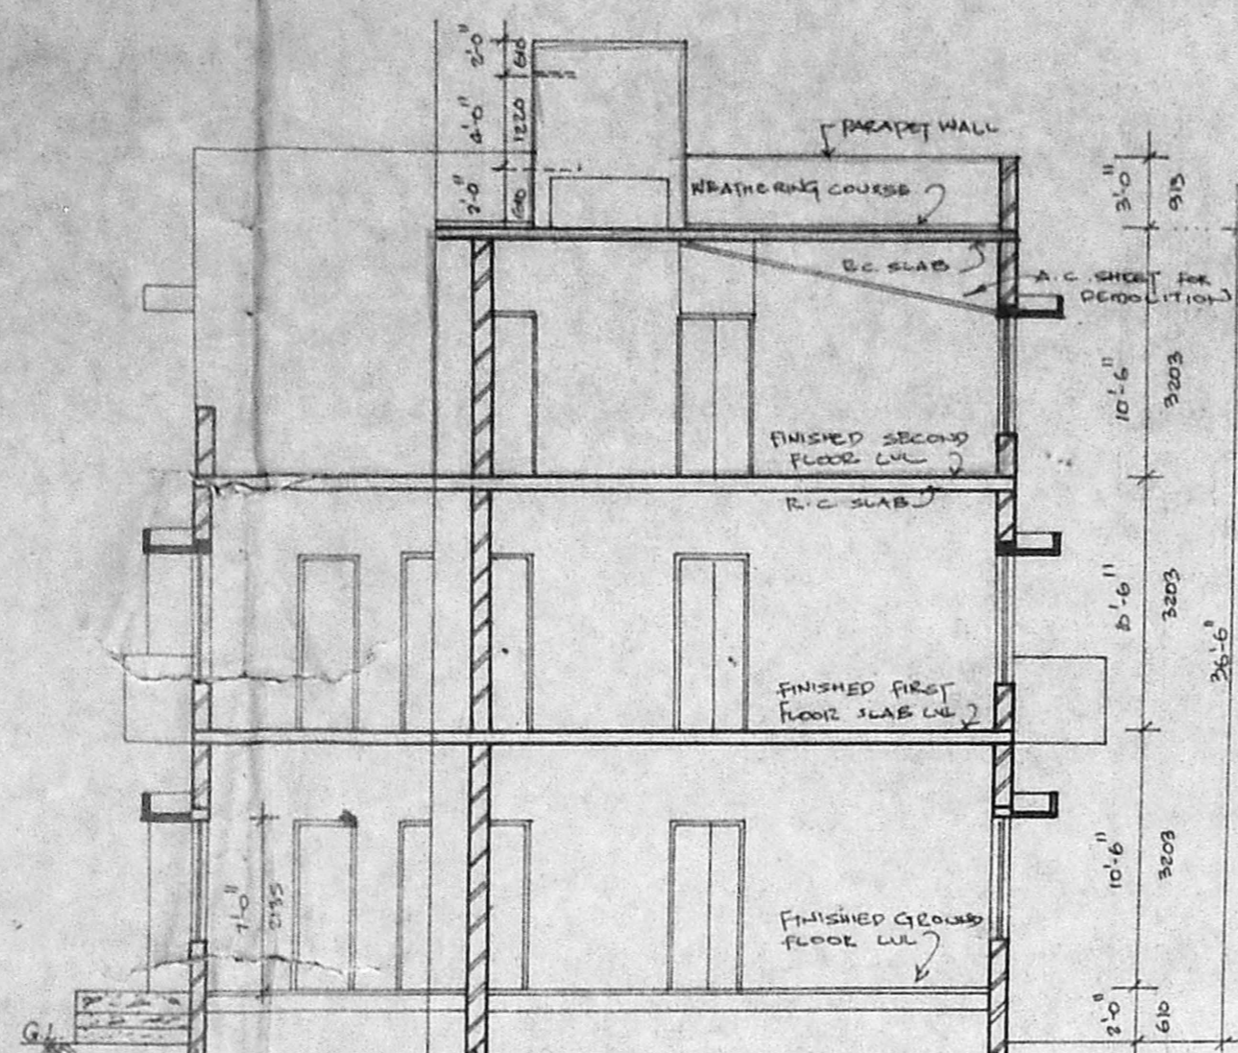 2'-0"
610
4'-0"
1220
2'-0"
610
PARAPET WALL
WEATHERING COURSE
R.C. SLAB
A.C. SHEET FOR
DEMOLITION
3'-0"
915
10'-6"
3203
FINISHED SECOND
FLOOR LVL
R.C. SLAB
10'-6"
3203
36'-6"
FINISHED FIRST
FLOOR SLAB LVL
10'-6"
3203
7'-0"
2135
FINISHED GROUND
FLOOR LVL
2'-0"
610